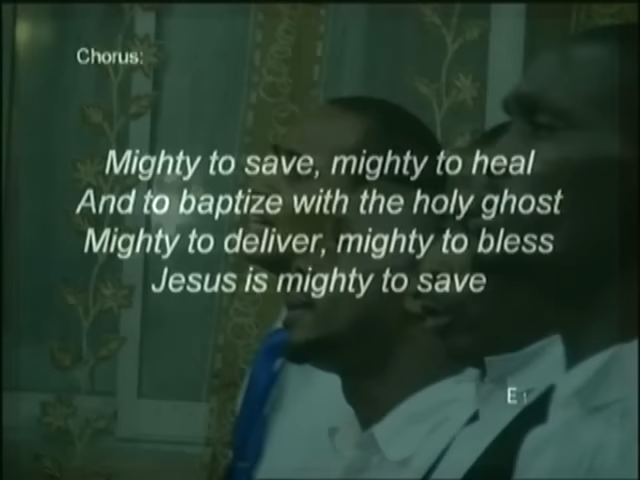 Chorus:
Mighty to save, mighty to heal
And to baptize with the holy ghost
Mighty to deliver, mighty to bless
Jesus is mighty to save
E